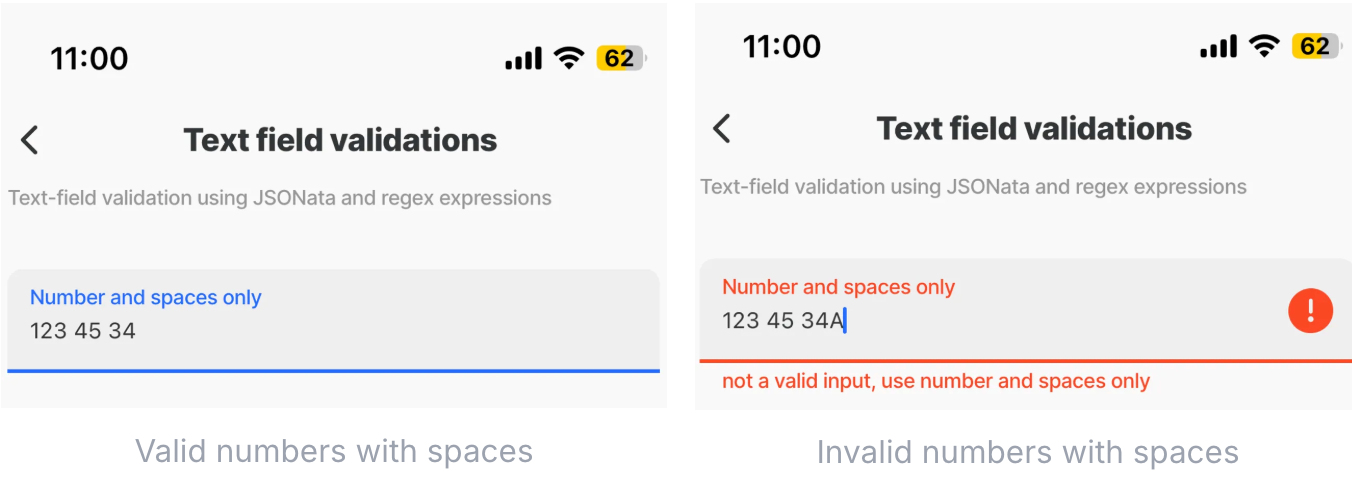 11:00
62
Text field validations
Text-field validation using JSONata and regex expressions
Number and spaces only
123 45 34
Valid numbers with spaces
11:00
62
Text field validations
Text-field validation using JSONata and regex expressions
Number and spaces only
123 45 34A
!
not a valid input, use number and spaces only
Invalid numbers with spaces